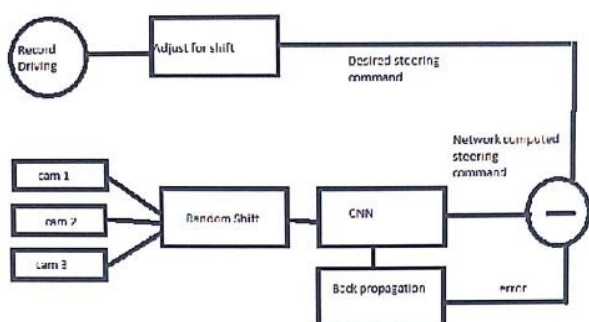 Record
Driving
Adjust for shift
Desired steering
command
Network computed
steering
command
cam 1
cam 2
cam 3
Random Shift
CNN
Back propagation
error